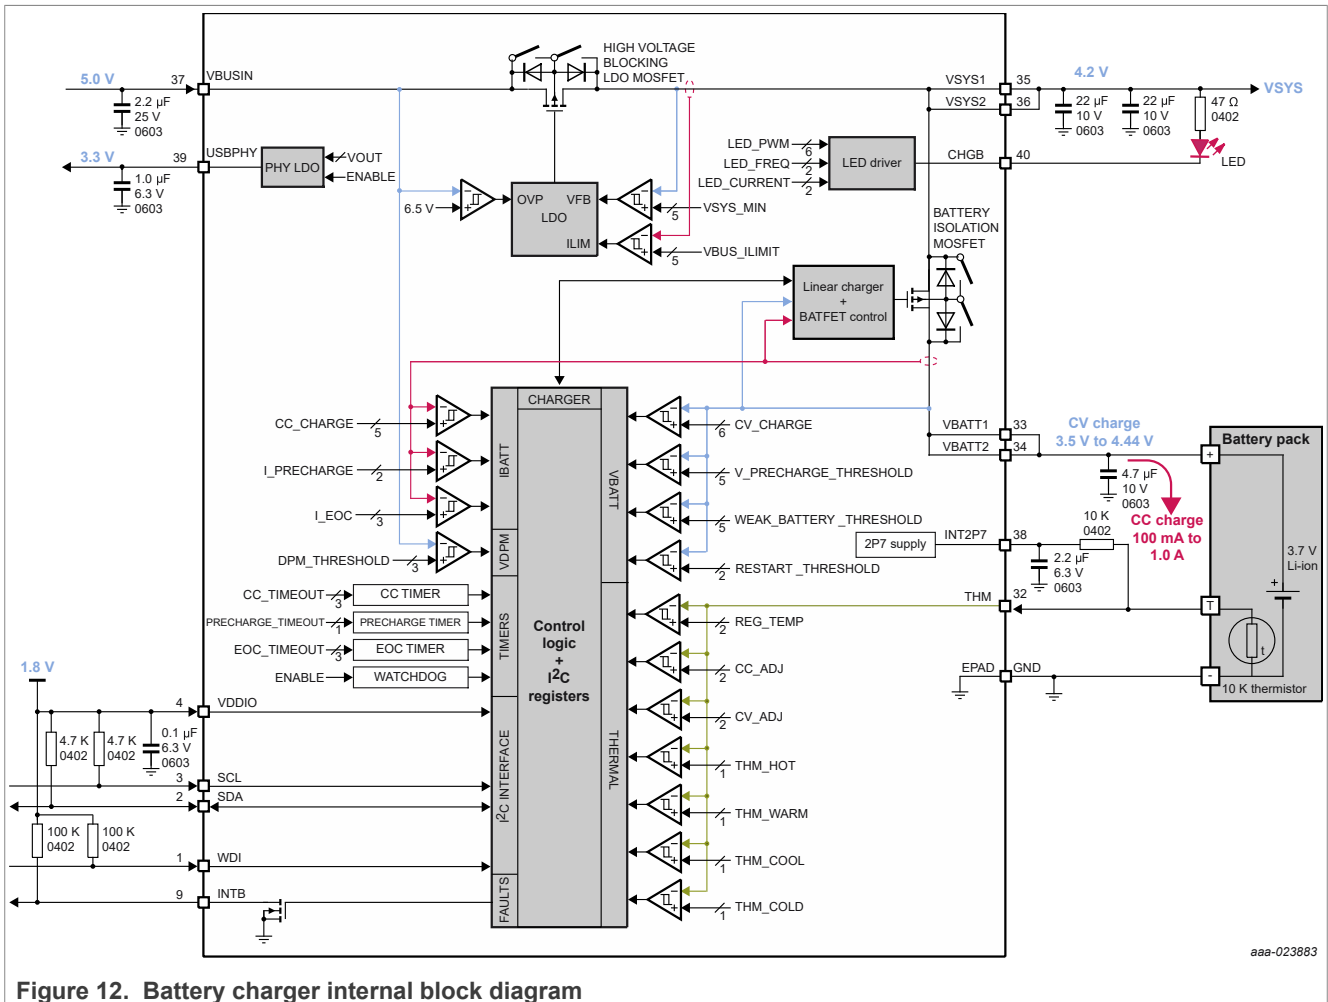 HIGH VOLTAGE
BLOCKING
LDO MOSFET
5.0 V
37
VBUSIN
2.2 µF
25 V
0603
3.3 V
39
USBPHY
1.0 µF
6.3 V
0603
PHY LDO
VOUT
ENABLE
6.5 V
OVP
VFB
LDO
ILIM
5
VSYS_MIN
5
VBUS_ILIMIT
LED_PWM
6
LED_FREQ
2
LED_CURRENT
2
LED driver
VSYS1
35
VSYS2
36
CHGB
40
4.2 V
VSYS
22 µF
10 V
0603
22 µF
10 V
0603
47 Ω
0402
LED
BATTERY
ISOLATION
MOSFET
Linear charger
+
BATFET control
CHARGER
CC_CHARGE
5
I_PRECHARGE
2
I_EOC
3
DPM_THRESHOLD
3
IBATT
VDPM
CC_TIMEOUT
3
CC TIMER
PRECHARGE_TIMEOUT
1
PRECHARGE TIMER
EOC_TIMEOUT
3
EOC TIMER
ENABLE
WATCHDOG
TIMERS
Control
logic
+
I2C
registers
VBATT
THERMAL
I2C INTERFACE
FAULTS
6
CV_CHARGE
5
V_PRECHARGE_THRESHOLD
5
WEAK_BATTERY _THRESHOLD
2
RESTART _THRESHOLD
2
REG_TEMP
2
CC_ADJ
2
CV_ADJ
1
THM_HOT
1
THM_WARM
1
THM_COOL
1
THM_COLD
VBATT1
33
VBATT2
34
CV charge
3.5 V to 4.44 V
4.7 µF
10 V
0603
CC charge
100 mA to
1.0 A
2P7 supply
INT2P7
38
10 K
0402
2.2 µF
6.3 V
0603
THM
32
EPAD
GND
Battery pack
+
3.7 V
Li-ion
+
T
t
-
10 K thermistor
1.8 V
4
VDDIO
4.7 K
0402
4.7 K
0402
0.1 µF
6.3 V
0603
3
SCL
2
SDA
100 K
0402
100 K
0402
1
WDI
9
INTB
aaa-023883
Figure 12. Battery charger internal block diagram